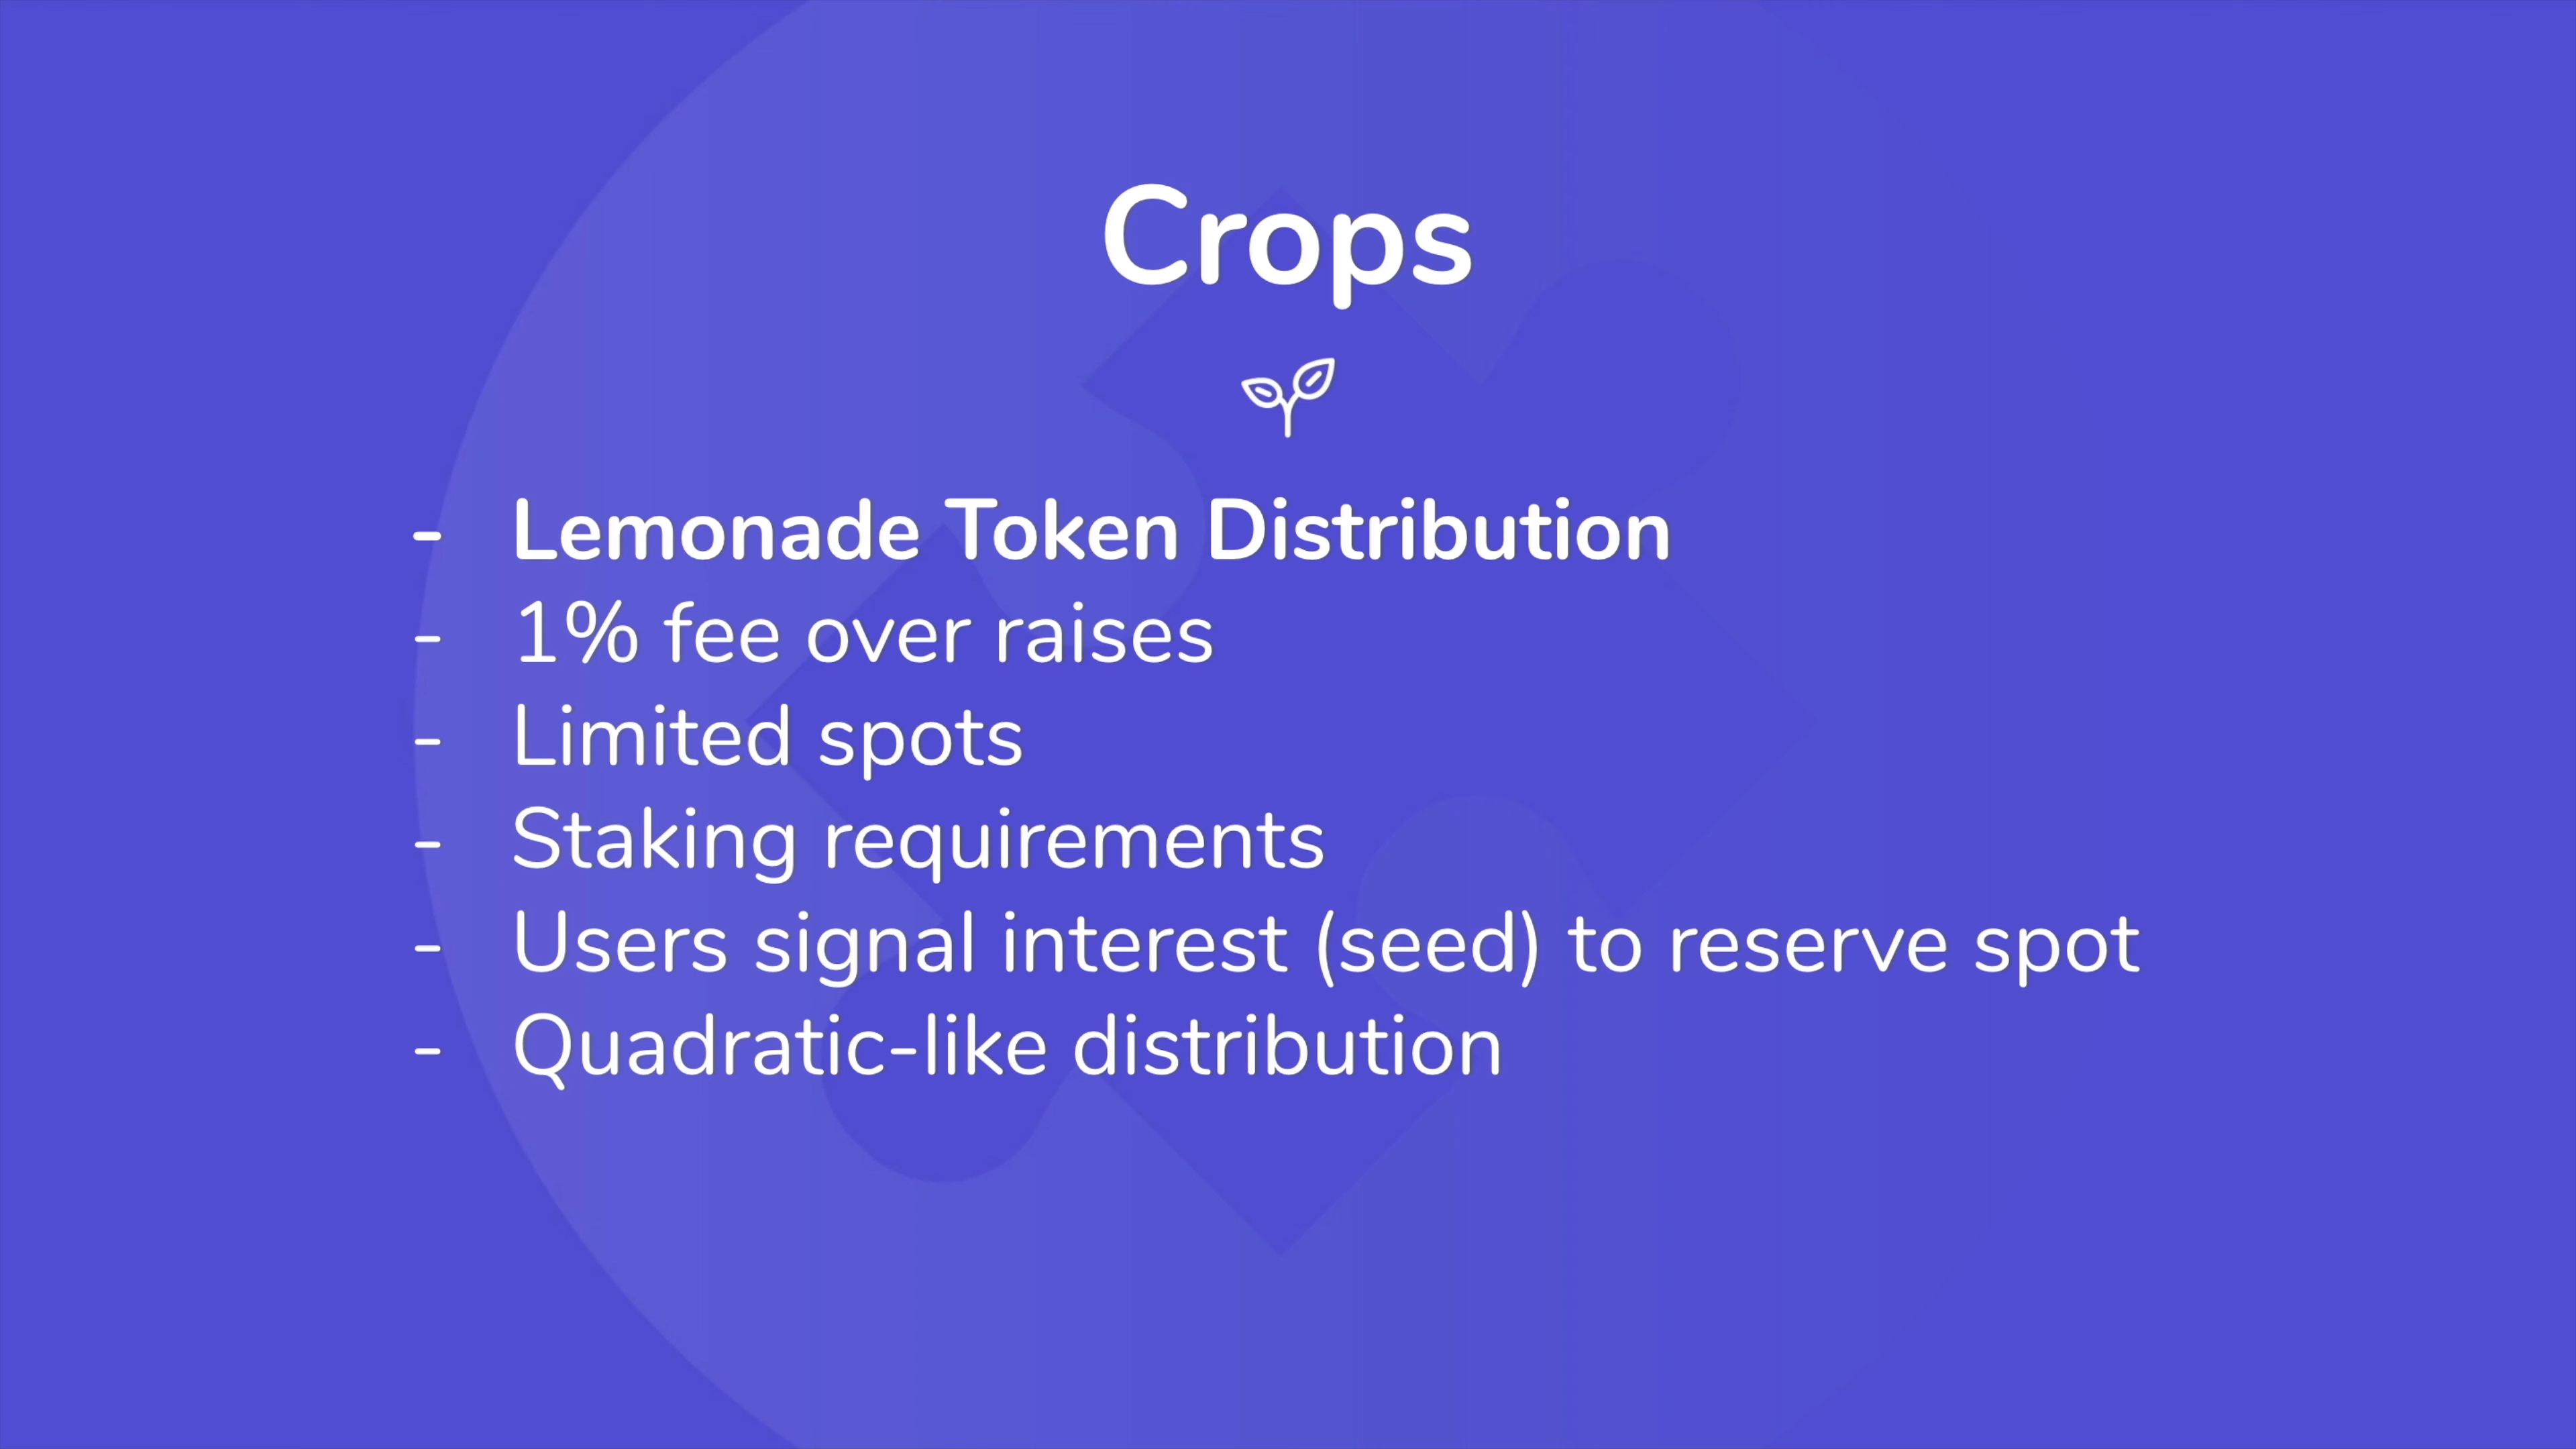 Crops
- Lemonade Token Distribution
- 1% fee over raises
- Limited spots
- Staking requirements
- Users signal interest (seed) to reserve spot
- Quadratic-like distribution